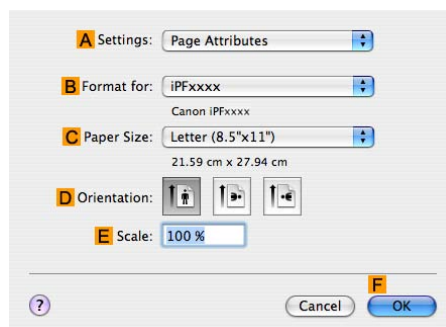 A Settings: Page Attributes
B Format for: iPFxxxx
Canon iPFxxxx
C Paper Size: Letter (8.5"x11")
21.59 cm x 27.94 cm
D Orientation:
E Scale: 100 %
F
? Cancel OK